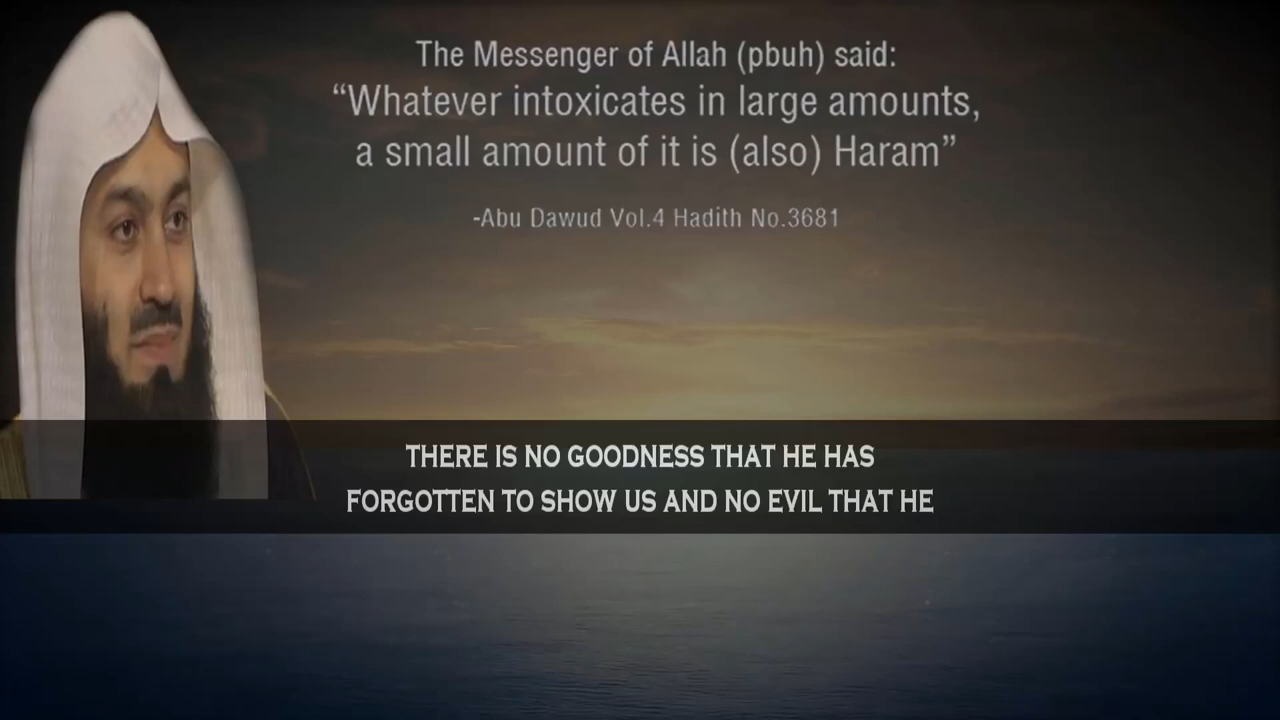 The Messenger of Allah (pbuh) said:
“Whatever intoxicates in large amounts,
a small amount of it is (also) Haram”
-Abu Dawud Vol.4 Hadith No.3681
THERE IS NO GOODNESS THAT HE HAS
FORGOTTEN TO SHOW US AND NO EVIL THAT HE